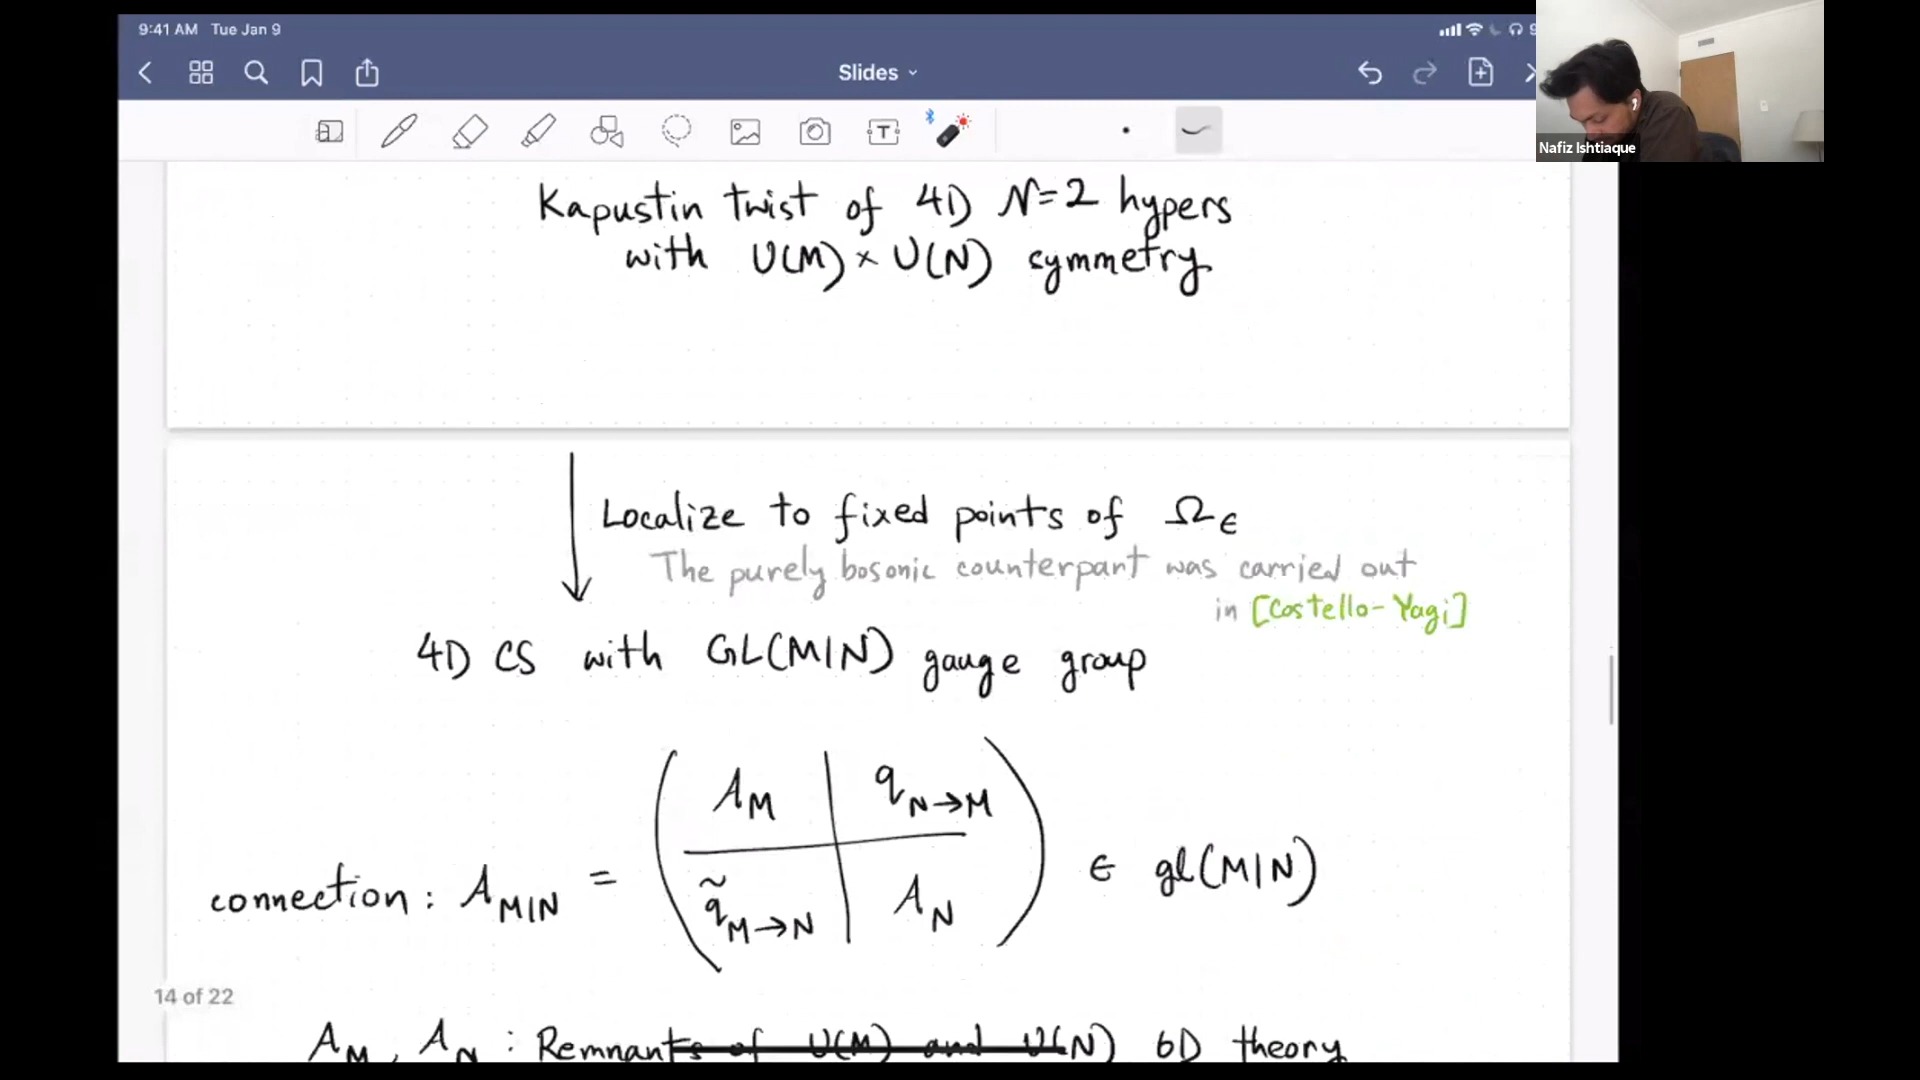 9:41 AM Tue Jan 9
Slides
Nafiz Ishtiaque
Kapustin twist of 4D N=2 hypers
with U(M) × U(N) symmetry
Localize to fixed points of Ω_ϵ
The purely bosonic counterpart was carried out
in [Costello-Yagi]
4D CS with GL(M|N) gauge group
A_M q_{N→M}
connection : A_{M|N} = ∈ gl(M|N)
q̃_{M→N} A_N
14 of 22
A_M, A_N : Remnants of U(M) and U(N) 6D theory